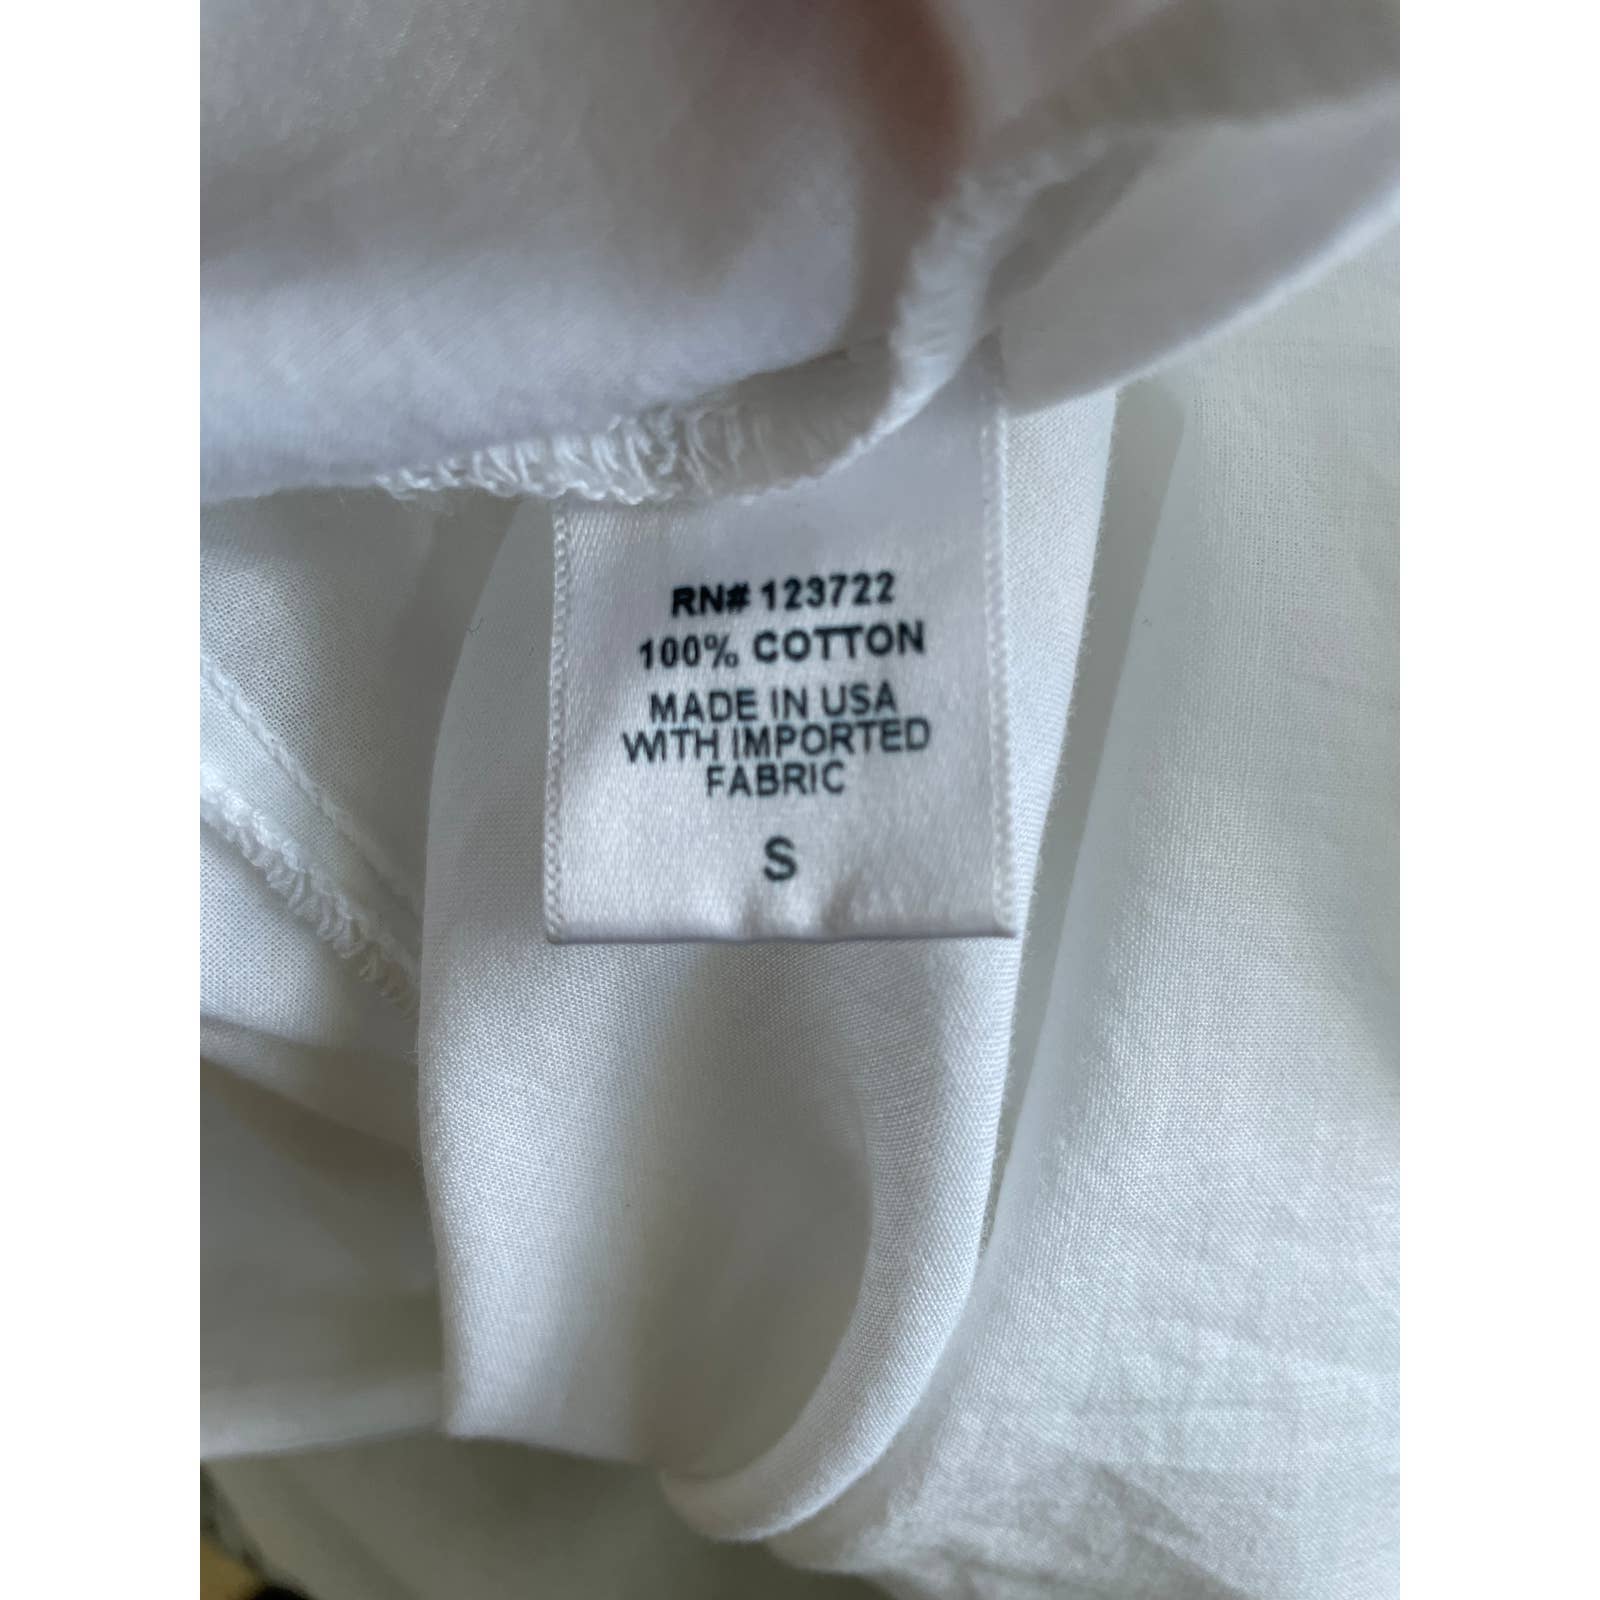 RN# 123722
100% COTTON
MADE IN USA
WITH IMPORTED
FABRIC
S